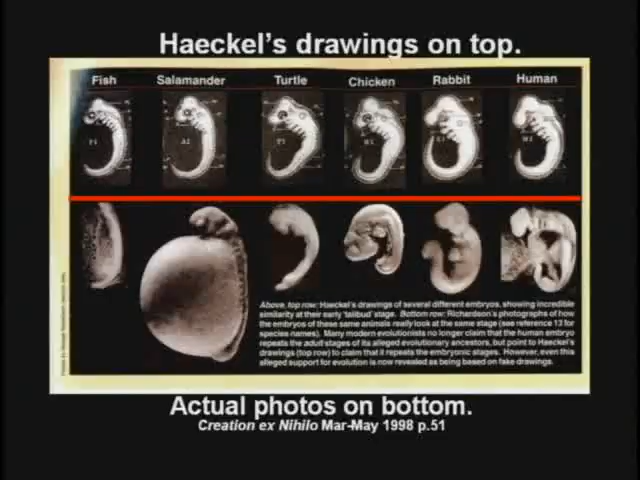 Haeckel's drawings on top.
Fish Salamander Turtle Chicken Rabbit Human
Above, top row: Haeckel's drawings of several different embryos, showing incredible
similarity at their early 'tailbud' stage. Bottom row: Richardson's photographs of how
the embryos of these same animals really look at the same stage (see reference 13 for
species names). Many modern evolutionists no longer claim that the human embryo
repeats the adult stages of its alleged evolutionary ancestors, but point to Haeckel's
drawings (top row) to claim that it repeats the embryonic stages. However, even this
alleged support for evolution is now revealed as being based on fake drawings.
Actual photos on bottom.
Creation ex Nihilo Mar-May 1998 p.51